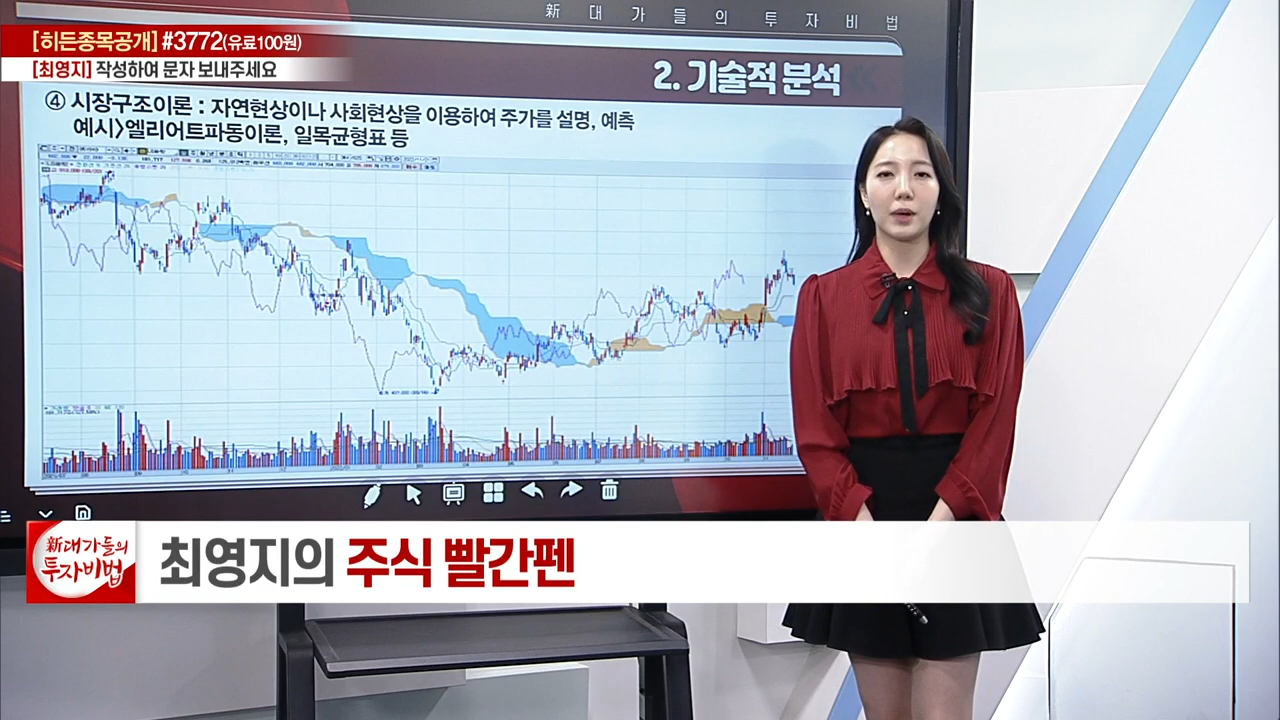 新 대 가 들 의 투 자 비 법
[히든종목공개] #3772(유료100원)
[최영지] 작성하여 문자 보내주세요
2. 기술적 분석
④ 시장구조이론 : 자연현상이나 사회현상을 이용하여 주가를 설명, 예측
예시>엘리어트파동이론, 일목균형표 등
新대가들의
투자비법
최영지의 주식 빨간펜